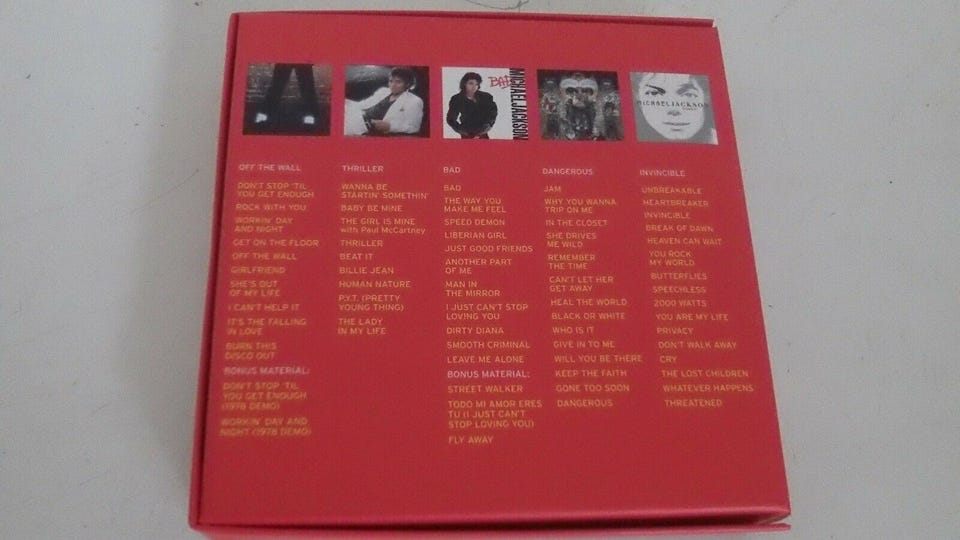 BAD
MICHAEL JACKSON
MICHAEL JACKSON
OFF THE WALL
DON'T STOP 'TIL
YOU GET ENOUGH
ROCK WITH YOU
WORKIN' DAY
AND NIGHT
GET ON THE FLOOR
OFF THE WALL
GIRLFRIEND
SHE'S OUT
OF MY LIFE
I CAN'T HELP IT
IT'S THE FALLING
IN LOVE
BURN THIS
DISCO OUT
BONUS MATERIAL:
DON'T STOP 'TIL
YOU GET ENOUGH
(1978 DEMO)
WORKIN' DAY AND
NIGHT (1978 DEMO)
THRILLER
WANNA BE
STARTIN' SOMETHIN'
BABY BE MINE
THE GIRL IS MINE
with Paul McCartney
THRILLER
BEAT IT
BILLIE JEAN
HUMAN NATURE
P.Y.T. (PRETTY
YOUNG THING)
THE LADY
IN MY LIFE
BAD
BAD
THE WAY YOU
MAKE ME FEEL
SPEED DEMON
LIBERIAN GIRL
JUST GOOD FRIENDS
ANOTHER PART
OF ME
MAN IN
THE MIRROR
I JUST CAN'T STOP
LOVING YOU
DIRTY DIANA
SMOOTH CRIMINAL
LEAVE ME ALONE
BONUS MATERIAL:
STREET WALKER
TODO MI AMOR ERES
TU (I JUST CAN'T
STOP LOVING YOU)
FLY AWAY
DANGEROUS
JAM
WHY YOU WANNA
TRIP ON ME
IN THE CLOSET
SHE DRIVES
ME WILD
REMEMBER
THE TIME
CAN'T LET HER
GET AWAY
HEAL THE WORLD
BLACK OR WHITE
WHO IS IT
GIVE IN TO ME
WILL YOU BE THERE
KEEP THE FAITH
GONE TOO SOON
DANGEROUS
INVINCIBLE
UNBREAKABLE
HEARTBREAKER
INVINCIBLE
BREAK OF DAWN
HEAVEN CAN WAIT
YOU ROCK
MY WORLD
BUTTERFLIES
SPEECHLESS
2000 WATTS
YOU ARE MY LIFE
PRIVACY
DON'T WALK AWAY
CRY
THE LOST CHILDREN
WHATEVER HAPPENS
THREATENED